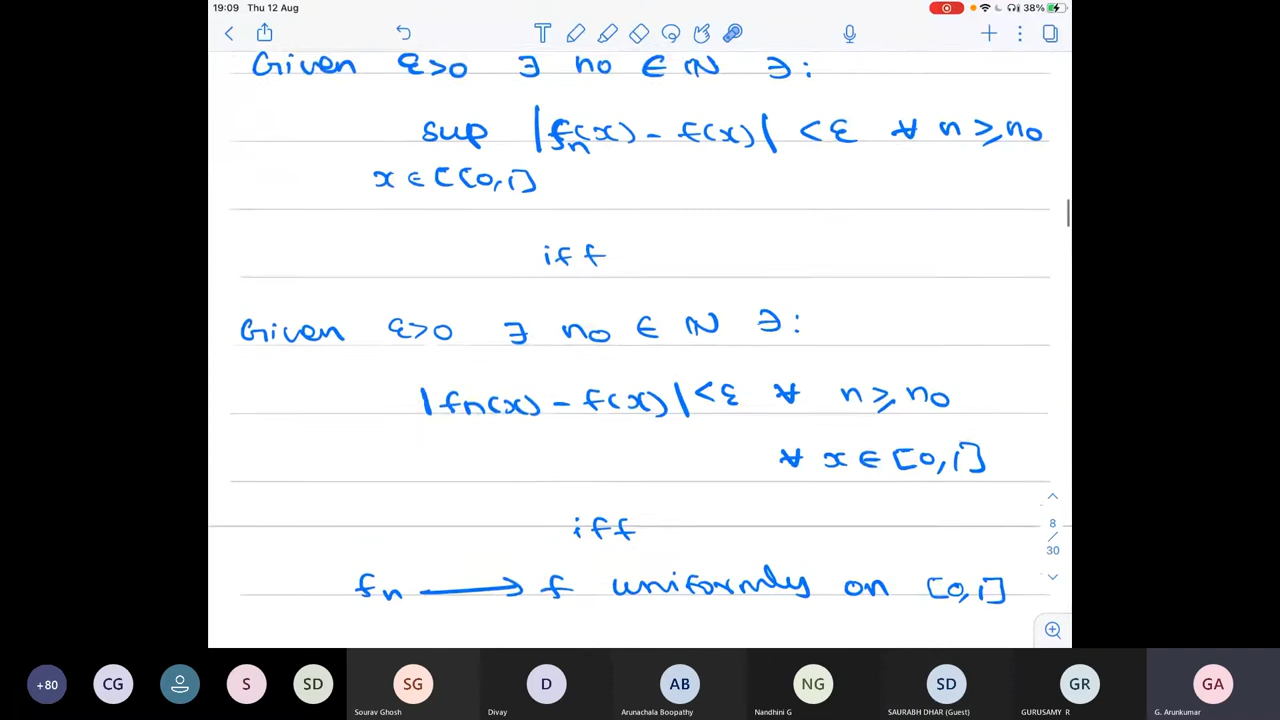 19:09 Thu 12 Aug
38%
Given ε>0 ∃ n₀ ∈ ℕ ∋:
sup |fₙ(x) - f(x)| < ε ∀ n ≥ n₀
x ∈ [[0,1]
iff
Given ε>0 ∃ n₀ ∈ ℕ ∋:
|fₙ(x) - f(x)| < ε ∀ n ≥ n₀
∀ x ∈ [0,1]
iff
fₙ ⟶ f uniformly on [0,1]
8
/
30
+80 CG S SD SG D AB NG SD GR GA
Sourav Ghosh Divay Arunachala Boopathy Nandhini G SAURABH DHAR (Guest) GURUSAMY R G. Arunkumar